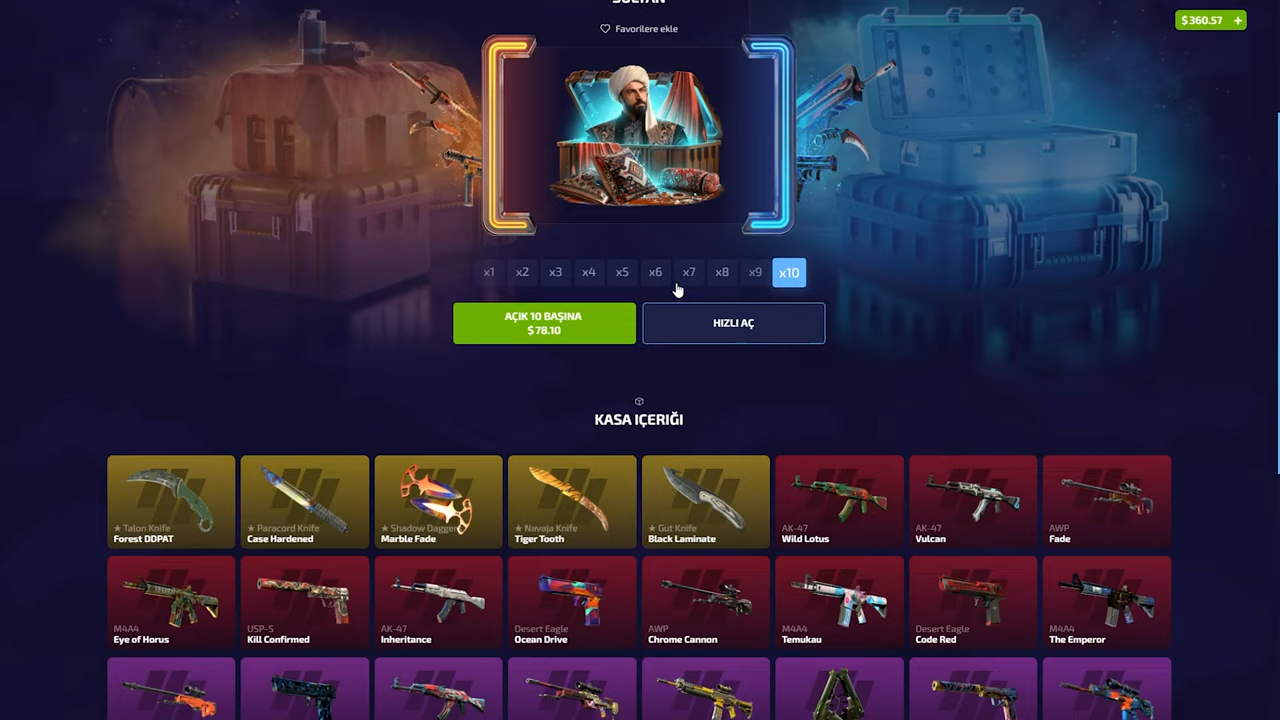 SULTAN
$360.57 +
Favorilere ekle
x1 x2 x3 x4 x5 x6 x7 x8 x9 x10
AÇIK 10 BAŞINA
$78.10
HIZLI AÇ
KASA IÇERIĞI
★ Talon Knife
Forest DDPAT
★ Paracord Knife
Case Hardened
★ Shadow Dagger
Marble Fade
★ Navaja Knife
Tiger Tooth
★ Gut Knife
Black Laminate
AK-47
Wild Lotus
AK-47
Vulcan
AWP
Fade
M4A4
Eye of Horus
USP-S
Kill Confirmed
AK-47
Inheritance
Desert Eagle
Ocean Drive
AWP
Chrome Cannon
M4A4
Temukau
Desert Eagle
Code Red
M4A4
The Emperor